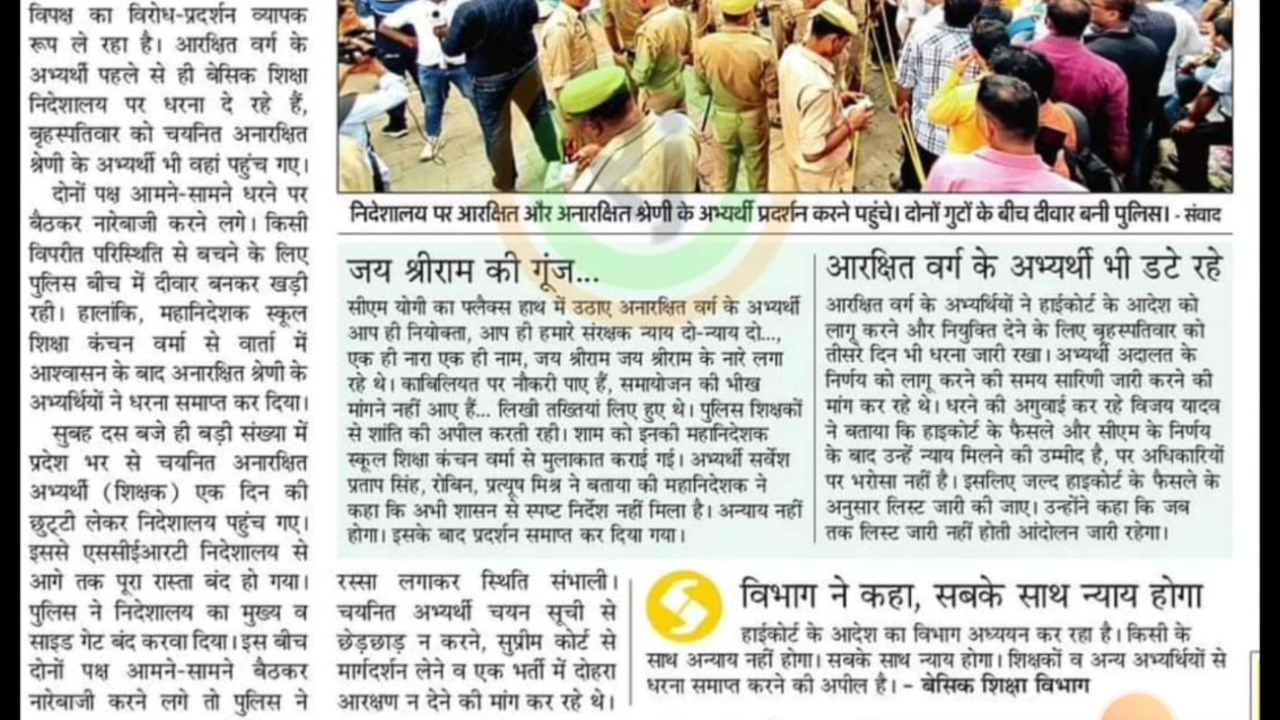 विपक्ष का विरोध-प्रदर्शन व्यापक
रूप ले रहा है। आरक्षित वर्ग के
अभ्यर्थी पहले से ही बेसिक शिक्षा
निदेशालय पर धरना दे रहे हैं,
बृहस्पतिवार को चयनित अनारक्षित
श्रेणी के अभ्यर्थी भी वहां पहुंच गए।
दोनों पक्ष आमने-सामने धरने पर
बैठकर नारेबाजी करने लगे। किसी
विपरीत परिस्थिति से बचने के लिए
पुलिस बीच में दीवार बनकर खड़ी
रही। हालांकि, महानिदेशक स्कूल
शिक्षा कंचन वर्मा से वार्ता में
आश्वासन के बाद अनारक्षित श्रेणी के
अभ्यर्थियों ने धरना समाप्त कर दिया।
सुबह दस बजे ही बड़ी संख्या में
प्रदेश भर से चयनित अनारक्षित
अभ्यर्थी (शिक्षक) एक दिन की
छुट्टी लेकर निदेशालय पहुंच गए।
इससे एससीईआरटी निदेशालय से
आगे तक पूरा रास्ता बंद हो गया।
पुलिस ने निदेशालय का मुख्य व
साइड गेट बंद करवा दिया। इस बीच
दोनों पक्ष आमने-सामने बैठकर
नारेबाजी करने लगे तो पुलिस ने
निदेशालय पर आरक्षित और अनारक्षित श्रेणी के अभ्यर्थी प्रदर्शन करने पहुंचे। दोनों गुटों के बीच दीवार बनी पुलिस। - संवाद
जय श्रीराम की गूंज...
सीएम योगी का फ्लैक्स हाथ में उठाए अनारक्षित वर्ग के अभ्यर्थी
आप ही नियोक्ता, आप ही हमारे संरक्षक न्याय दो-न्याय दो...,
एक ही नारा एक ही नाम, जय श्रीराम जय श्रीराम के नारे लगा
रहे थे। काबिलियत पर नौकरी पाए हैं, समायोजन की भीख
मांगने नहीं आए हैं... लिखी तख्तियां लिए हुए थे। पुलिस शिक्षकों
से शांति की अपील करती रही। शाम को इनकी महानिदेशक
स्कूल शिक्षा कंचन वर्मा से मुलाकात कराई गई। अभ्यर्थी सर्वेश
प्रताप सिंह, रोबिन, प्रत्यूष मिश्र ने बताया की महानिदेशक ने
कहा कि अभी शासन से स्पष्ट निर्देश नहीं मिला है। अन्याय नहीं
होगा। इसके बाद प्रदर्शन समाप्त कर दिया गया।
आरक्षित वर्ग के अभ्यर्थी भी डटे रहे
आरक्षित वर्ग के अभ्यर्थियों ने हाईकोर्ट के आदेश को
लागू करने और नियुक्ति देने के लिए बृहस्पतिवार को
तीसरे दिन भी धरना जारी रखा। अभ्यर्थी अदालत के
निर्णय को लागू करने की समय सारिणी जारी करने की
मांग कर रहे थे। धरने की अगुवाई कर रहे विजय यादव
ने बताया कि हाइकोर्ट के फैसले और सीएम के निर्णय
के बाद उन्हें न्याय मिलने की उम्मीद है, पर अधिकारियों
पर भरोसा नहीं है। इसलिए जल्द हाईकोर्ट के फैसले के
अनुसार लिस्ट जारी की जाए। उन्होंने कहा कि जब
तक लिस्ट जारी नहीं होती आंदोलन जारी रहेगा।
रस्सा लगाकर स्थिति संभाली।
चयनित अभ्यर्थी चयन सूची से
छेड़छाड़ न करने, सुप्रीम कोर्ट से
मार्गदर्शन लेने व एक भर्ती में दोहरा
आरक्षण न देने की मांग कर रहे थे।
विभाग ने कहा, सबके साथ न्याय होगा
हाईकोर्ट के आदेश का विभाग अध्ययन कर रहा है। किसी के
साथ अन्याय नहीं होगा। सबके साथ न्याय होगा। शिक्षकों व अन्य अभ्यर्थियों से
धरना समाप्त करने की अपील है। - बेसिक शिक्षा विभाग